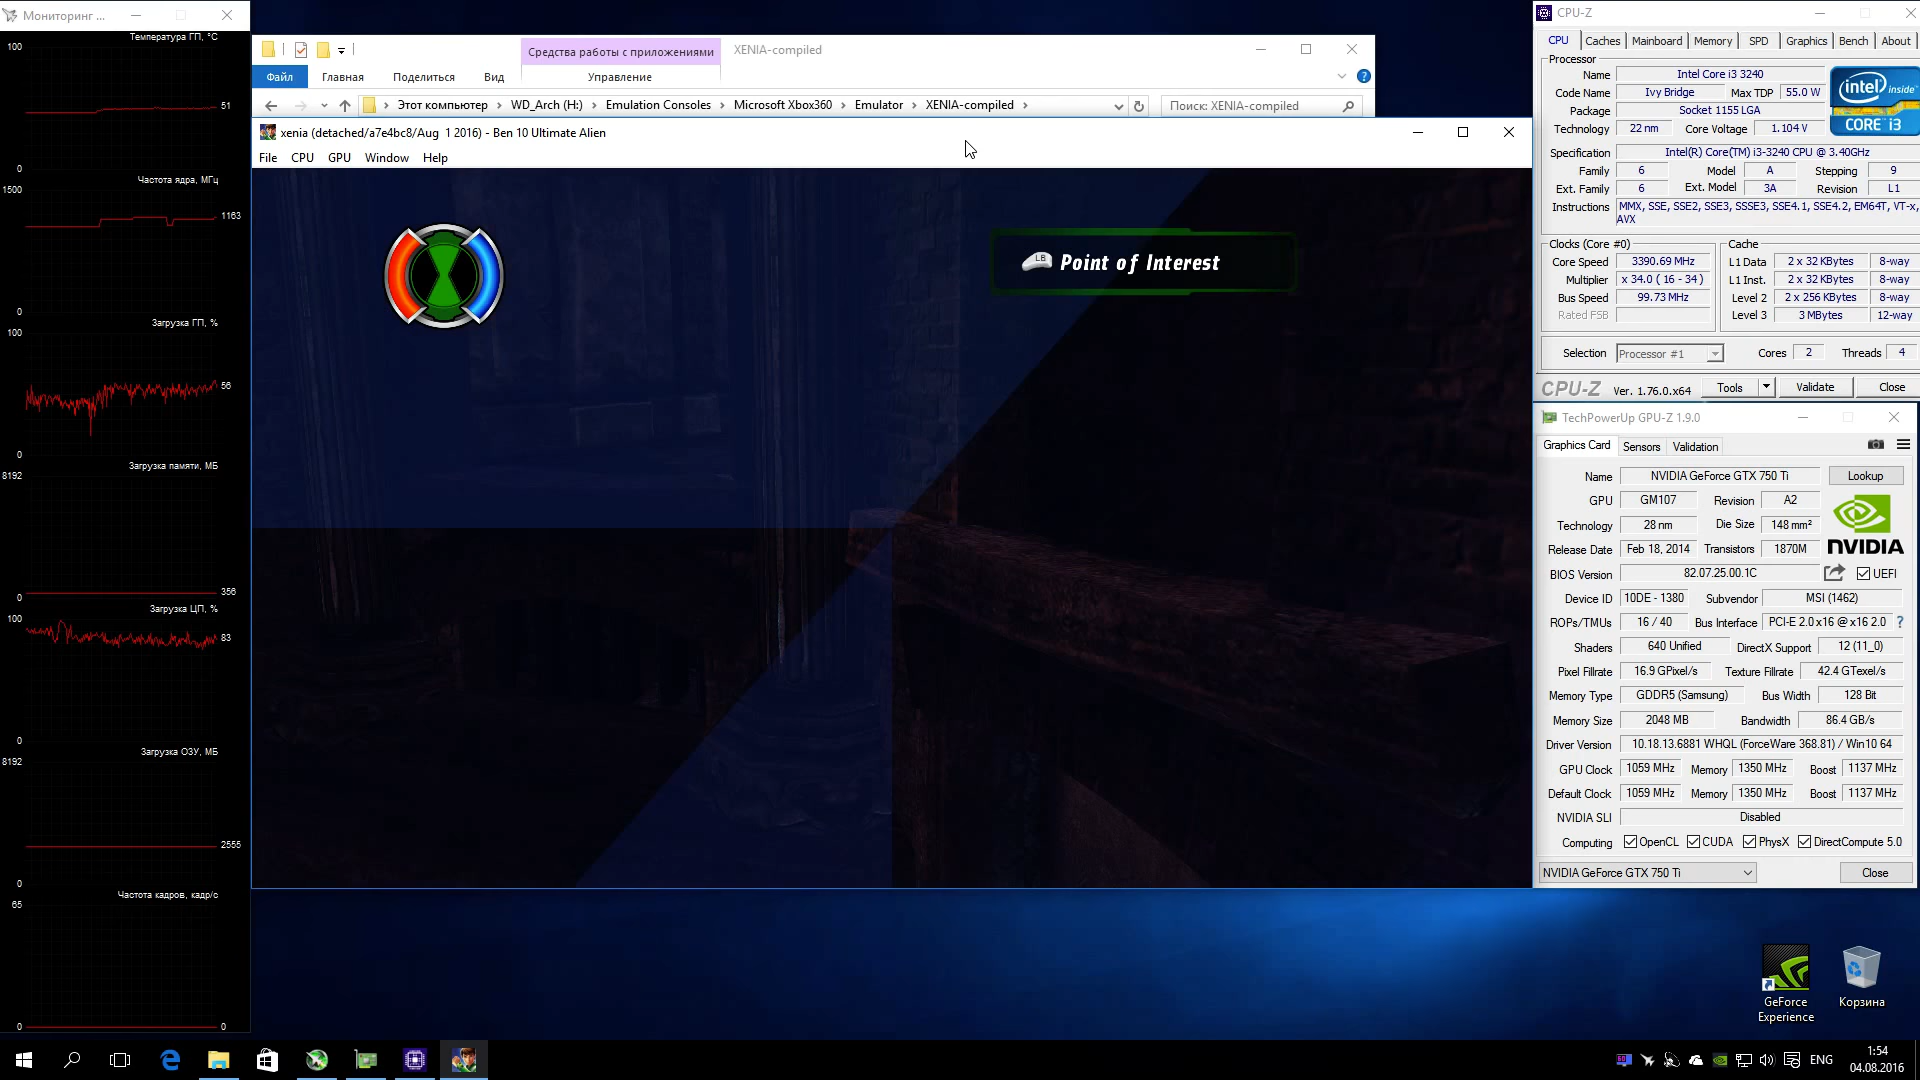 Мониторинг ...
Температура ГП, °C
100
51
0
Частота ядра, МГц
1500
1163
0
Загрузка ГП, %
100
56
0
Загрузка памяти, МБ
8192
356
0
Загрузка ЦП, %
100
83
0
Загрузка ОЗУ, МБ
8192
2555
0
Частота кадров, кадр/с
65
0
0
Средства работы с приложениями
XENIA-compiled
Файл
Главная
Поделиться
Вид
Управление
Этот компьютер > WD_Arch (H:) > Emulation Consoles > Microsoft Xbox360 > Emulator > XENIA-compiled >
Поиск: XENIA-compiled
xenia (detached/a7e4bc8/Aug 1 2016) - Ben 10 Ultimate Alien
File CPU GPU Window Help
LB Point of Interest
CPU-Z
CPU Caches Mainboard Memory SPD Graphics Bench About
Processor
Name Intel Core i3 3240
Code Name Ivy Bridge Max TDP 55.0 W
Package Socket 1155 LGA
Technology 22 nm Core Voltage 1.104 V
intel inside™
CORE i3
Specification Intel(R) Core(TM) i3-3240 CPU @ 3.40GHz
Family 6 Model A Stepping 9
Ext. Family 6 Ext. Model 3A Revision L1
Instructions MMX, SSE, SSE2, SSE3, SSSE3, SSE4.1, SSE4.2, EM64T, VT-x,
AVX
Clocks (Core #0)
Core Speed 3390.69 MHz
Multiplier x 34.0 ( 16 - 34 )
Bus Speed 99.73 MHz
Rated FSB
Cache
L1 Data 2 x 32 KBytes 8-way
L1 Inst. 2 x 32 KBytes 8-way
Level 2 2 x 256 KBytes 8-way
Level 3 3 MBytes 12-way
Selection Processor #1 Cores 2 Threads 4
CPU-Z Ver. 1.76.0.x64 Tools Validate Close
TechPowerUp GPU-Z 1.9.0
Graphics Card Sensors Validation
Name NVIDIA GeForce GTX 750 Ti Lookup
GPU GM107 Revision A2
Technology 28 nm Die Size 148 mm²
Release Date Feb 18, 2014 Transistors 1870M
NVIDIA
BIOS Version 82.07.25.00.1C UEFI
Device ID 10DE - 1380 Subvendor MSI (1462)
ROPs/TMUs 16 / 40 Bus Interface PCI-E 2.0 x16 @ x16 2.0 ?
Shaders 640 Unified DirectX Support 12 (11_0)
Pixel Fillrate 16.9 GPixel/s Texture Fillrate 42.4 GTexel/s
Memory Type GDDR5 (Samsung) Bus Width 128 Bit
Memory Size 2048 MB Bandwidth 86.4 GB/s
Driver Version 10.18.13.6881 WHQL (ForceWare 368.81) / Win10 64
GPU Clock 1059 MHz Memory 1350 MHz Boost 1137 MHz
Default Clock 1059 MHz Memory 1350 MHz Boost 1137 MHz
NVIDIA SLI Disabled
Computing OpenCL CUDA PhysX DirectCompute 5.0
NVIDIA GeForce GTX 750 Ti Close
GeForce
Experience
Корзина
ENG
1:54
04.08.2016